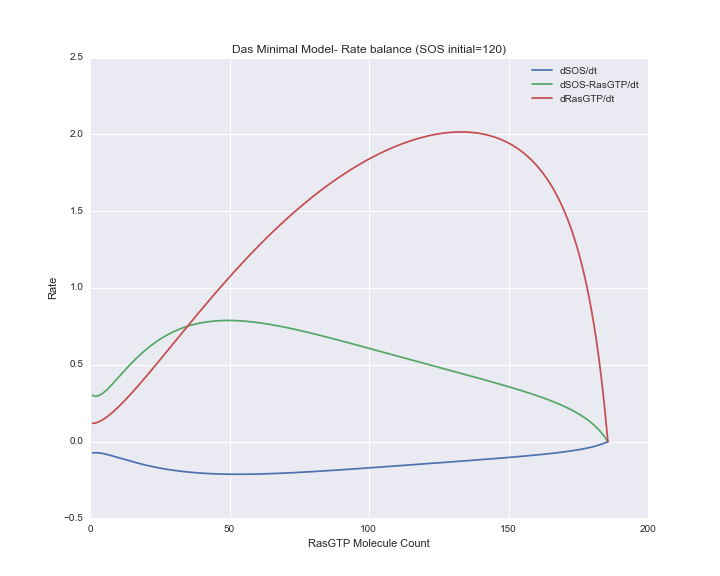 Das Minimal Model- Rate balance (SOS initial=120)
2.5
2.0
1.5
1.0
0.5
0.0
−0.5
Rate
dSOS/dt
dSOS-RasGTP/dt
dRasGTP/dt
0 50 100 150 200
RasGTP Molecule Count